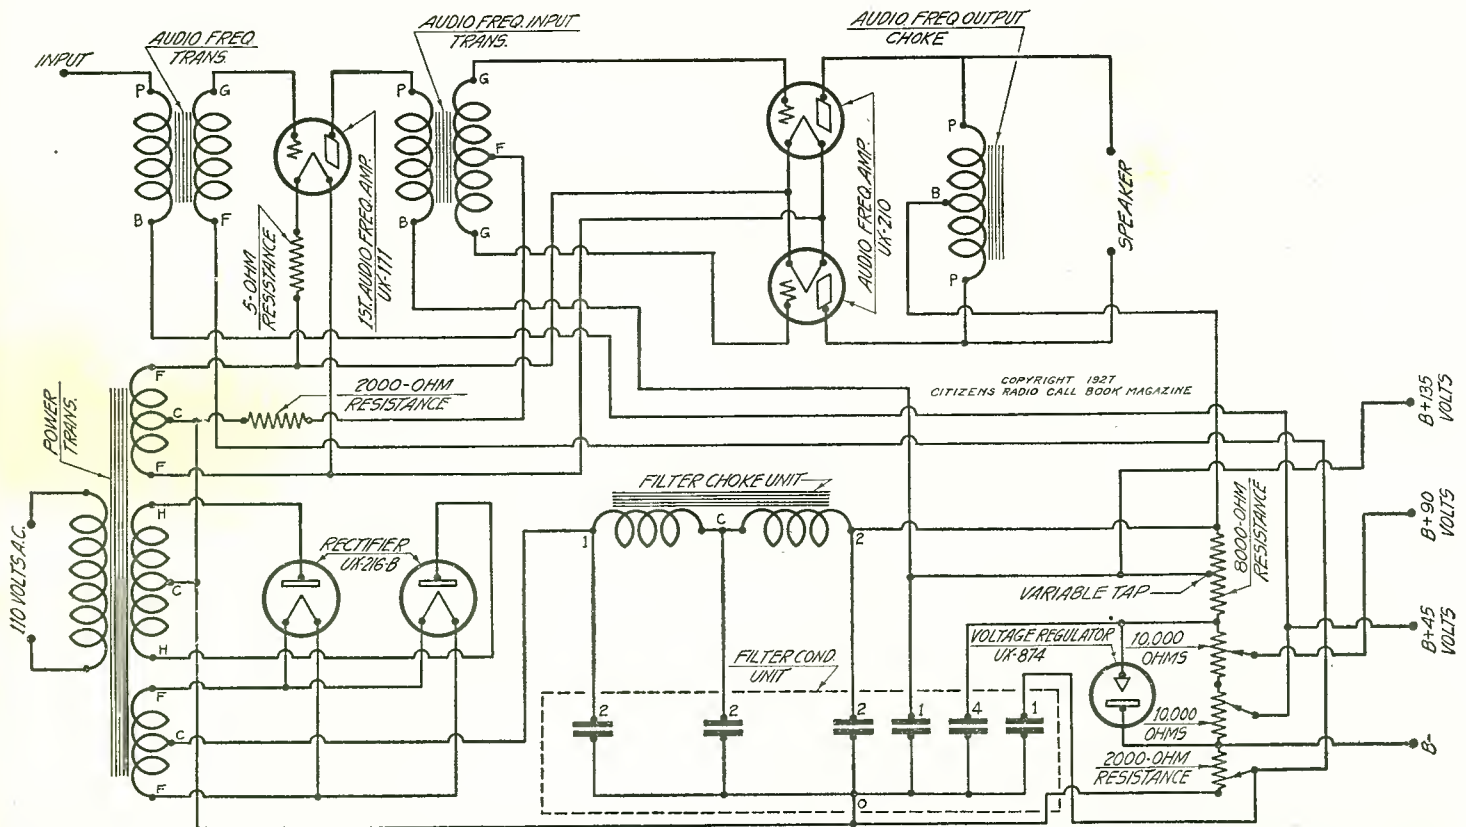 INPUT
AUDIO FREQ.
TRANS.
AUDIO FREQ. INPUT
TRANS.
AUDIO FREQ OUTPUT
CHOKE
P
G
B
F
P
G
F
B
G
P
B
P
5-OHM
RESISTANCE
1ST. AUDIO FREQ. AMP.
UX-171
AUDIO FREQ. AMP.
UX-210
SPEAKER
COPYRIGHT 1927
CITIZENS RADIO CALL BOOK MAGAZINE
2000-OHM
RESISTANCE
POWER
TRANS.
F
C
F
H
C
H
F
C
F
110 VOLTS A.C.
RECTIFIER
UX-216-B
FILTER CHOKE UNIT
1
C
2
B+135
VOLTS
B+90
VOLTS
B+45
VOLTS
B-
8000-OHM
RESISTANCE
VARIABLE TAP
VOLTAGE REGULATOR
UX-874
10,000
OHMS
10,000
OHMS
2000-OHM
RESISTANCE
FILTER COND.
UNIT
2
2
2
1
4
1
O